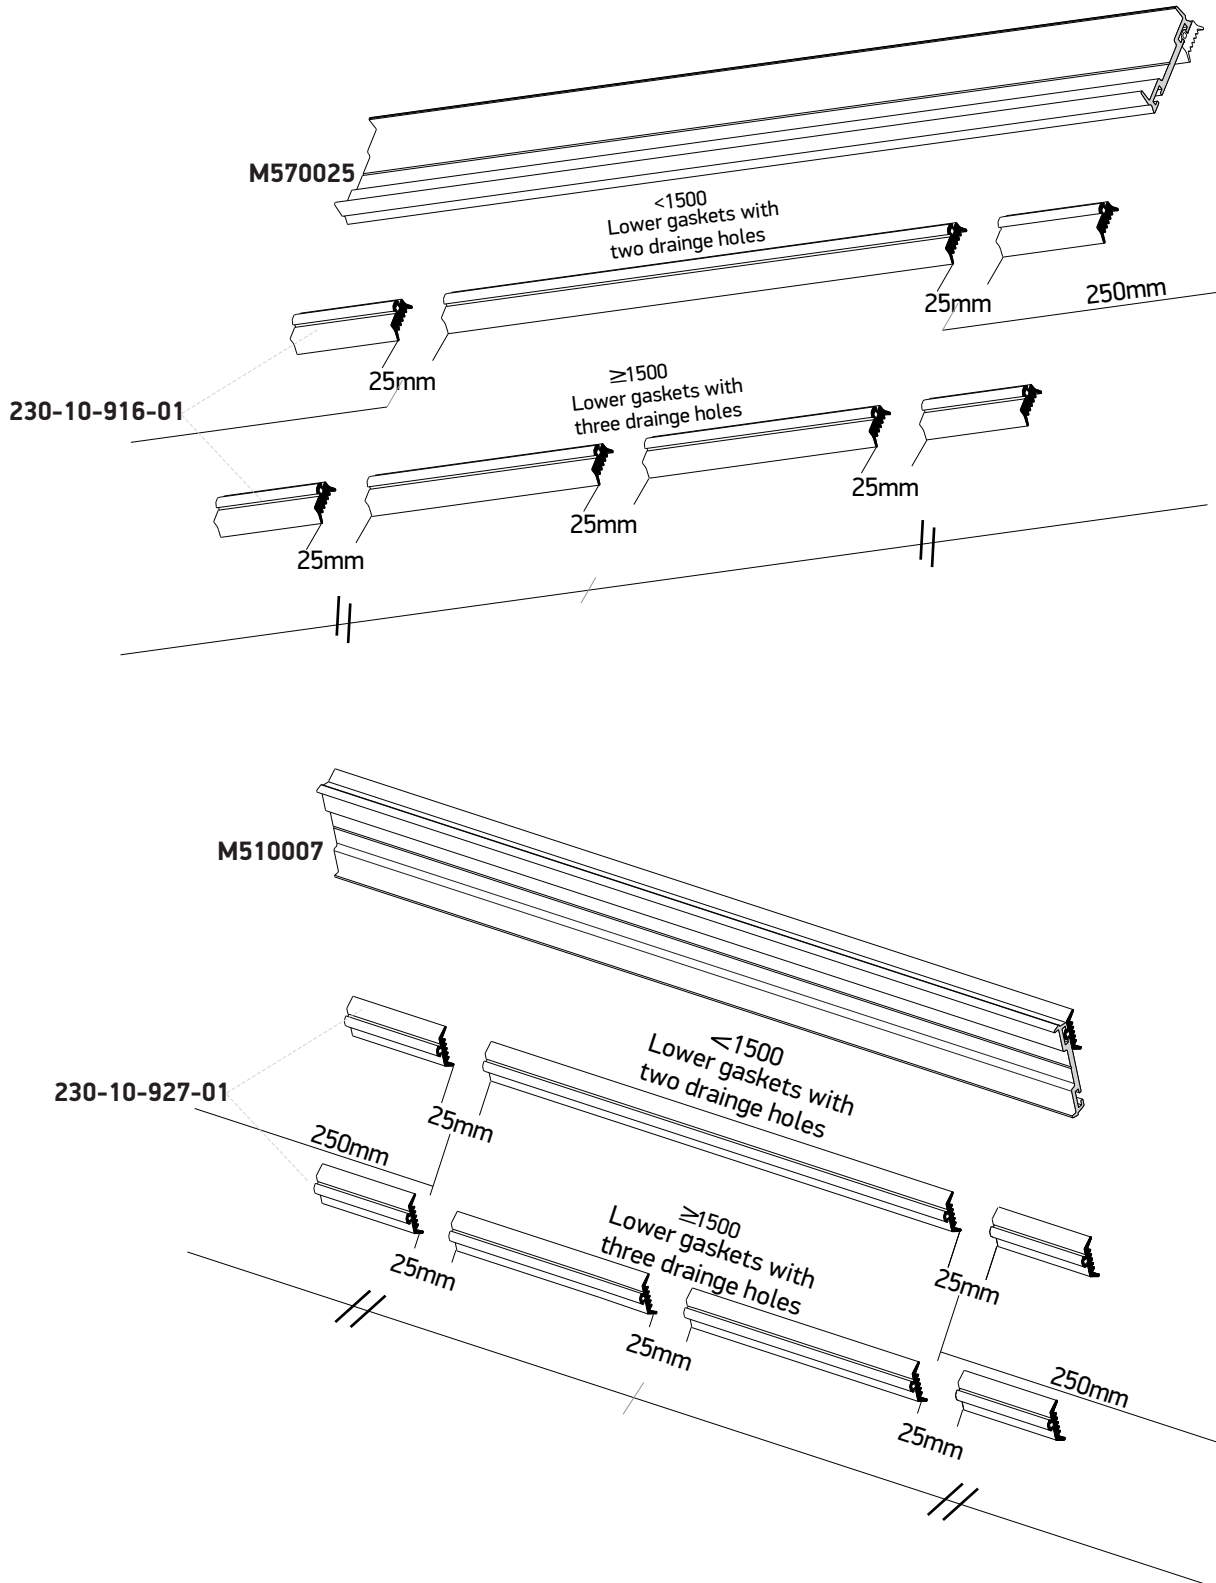 M570025
<1500
Lower gaskets with
two drainge holes
25mm
250mm
25mm
230-10-916-01
≥1500
Lower gaskets with
three drainge holes
25mm
25mm
25mm
M510007
<1500
Lower gaskets with
two drainge holes
230-10-927-01
25mm
250mm
≥1500
Lower gaskets with
three drainge holes
25mm
25mm
25mm
250mm
25mm